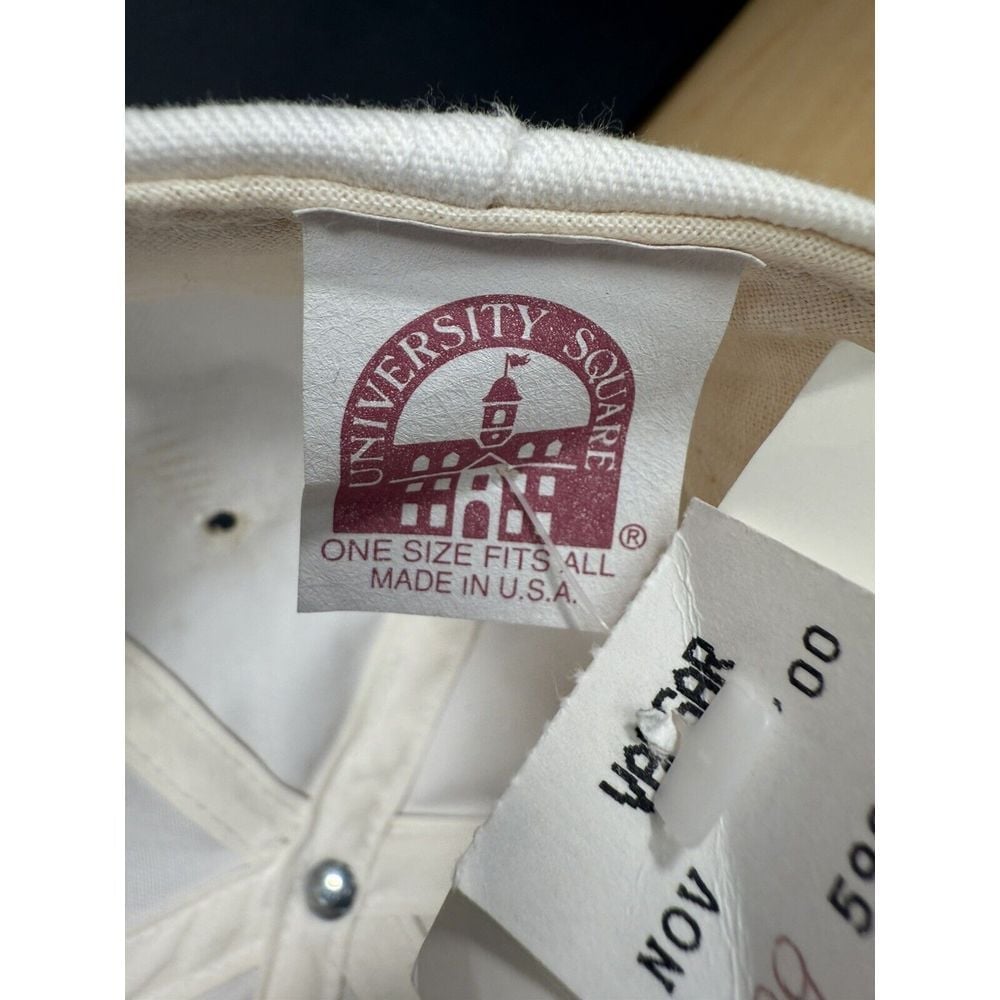 UNIVERSITY SQUARE
®
ONE SIZE FITS ALL
MADE IN U.S.A.
00
NOV